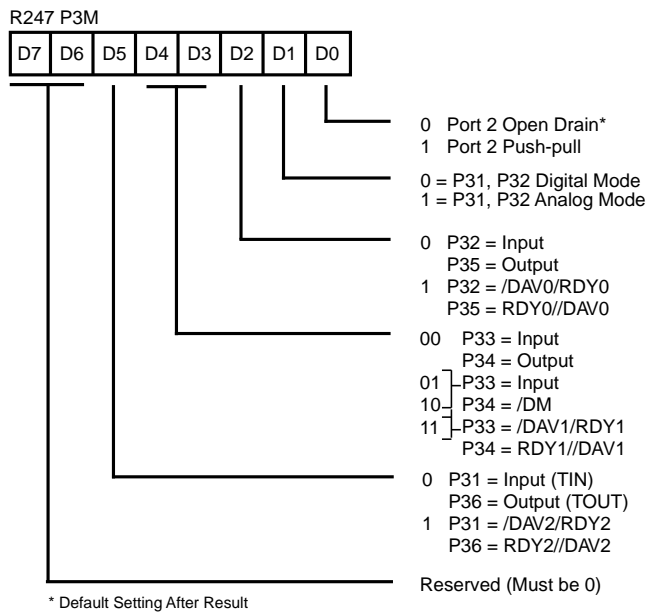 R247 P3M
D7 D6 D5 D4 D3 D2 D1 D0
0 Port 2 Open Drain*
1 Port 2 Push-pull
0 = P31, P32 Digital Mode
1 = P31, P32 Analog Mode
0 P32 = Input
P35 = Output
1 P32 = /DAV0/RDY0
P35 = RDY0//DAV0
00 P33 = Input
P34 = Output
01 P33 = Input
10 P34 = /DM
11 P33 = /DAV1/RDY1
P34 = RDY1//DAV1
0 P31 = Input (TIN)
P36 = Output (TOUT)
1 P31 = /DAV2/RDY2
P36 = RDY2//DAV2
Reserved (Must be 0)
* Default Setting After Result